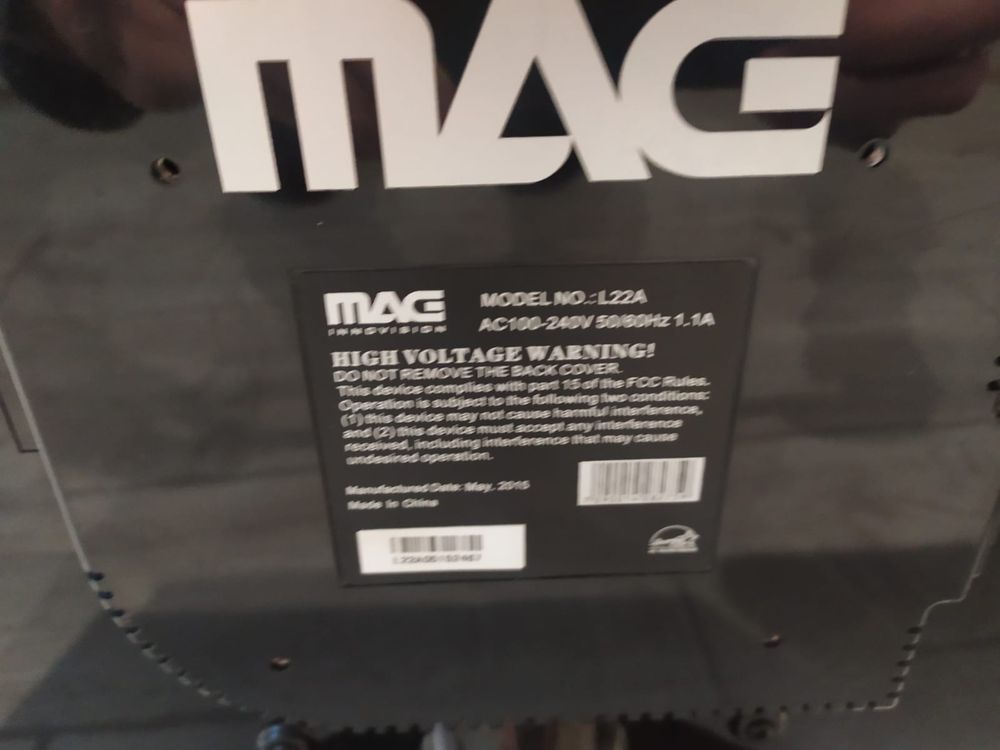 MAG
MAG
INNOVISION
MODEL NO.: L22A
AC100-240V 50/60Hz 1.1A
HIGH VOLTAGE WARNING!
DO NOT REMOVE THE BACK COVER.
This device complies with part 15 of the FCC Rules.
Operation is subject to the following two conditions:
(1) this device may not cause harmful interference,
and (2) this device must accept any interference
received, including interference that may cause
undesired operation.
Manufactured Date: May, 2015
Made In China